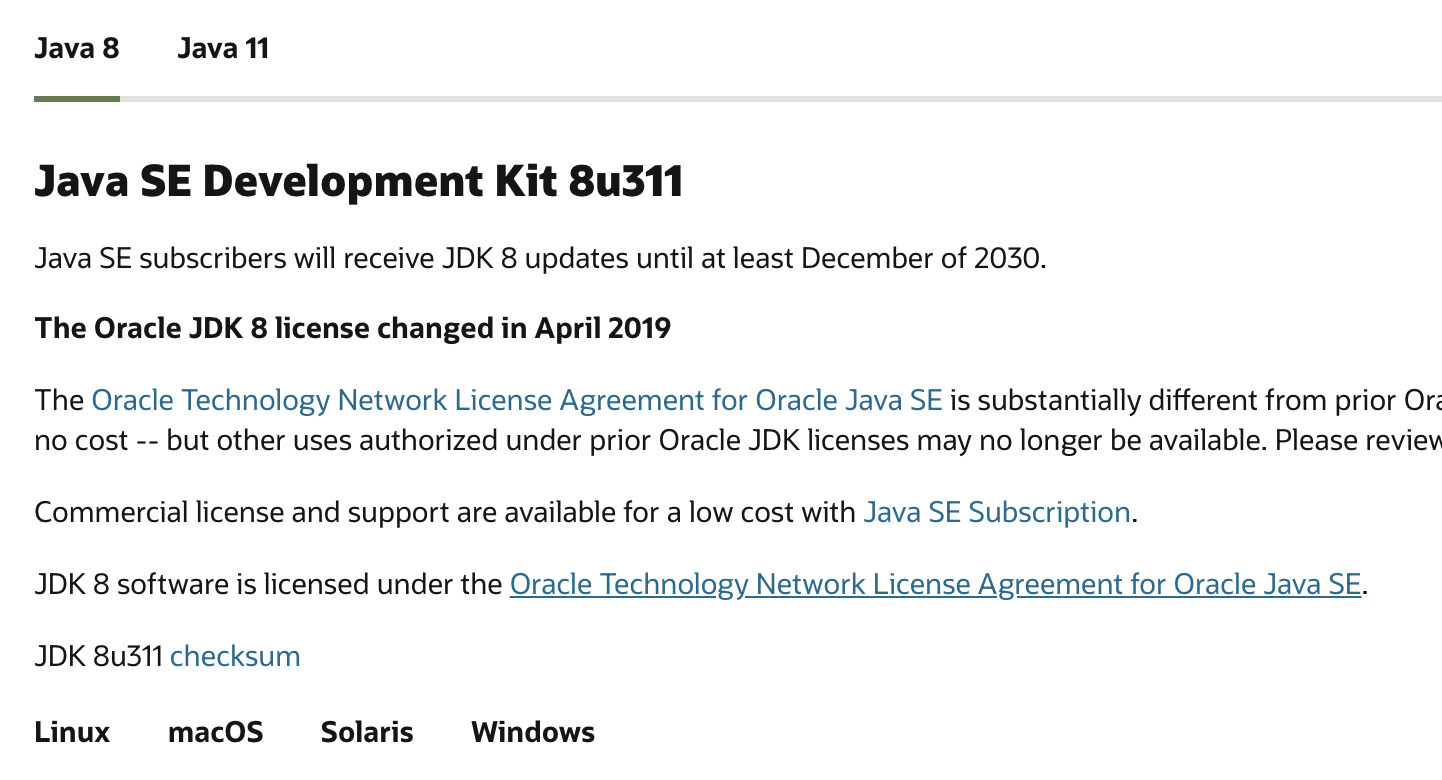 Java 8 Java 11
Java SE Development Kit 8u311
Java SE subscribers will receive JDK 8 updates until at least December of 2030.
The Oracle JDK 8 license changed in April 2019
The Oracle Technology Network License Agreement for Oracle Java SE is substantially different from prior
no cost -- but other uses authorized under prior Oracle JDK licenses may no longer be available. Please review
Commercial license and support are available for a low cost with Java SE Subscription.
JDK 8 software is licensed under the Oracle Technology Network License Agreement for Oracle Java SE.
JDK 8u311 checksum
Linux macOS Solaris Windows